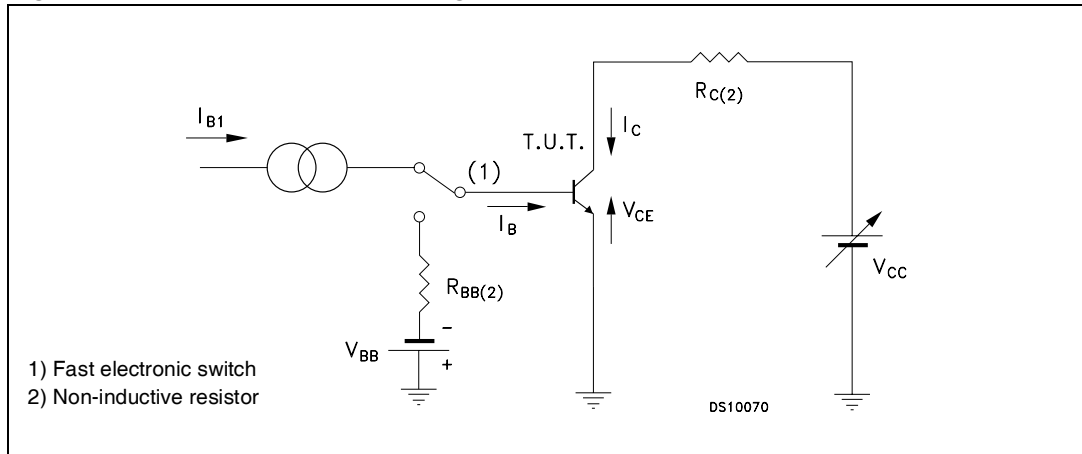 I_B1
(1)
I_B
T.U.T.
I_C
V_CE
R_C(2)
V_CC
R_BB(2)
V_BB
-
+
1) Fast electronic switch
2) Non-inductive resistor
DS10070